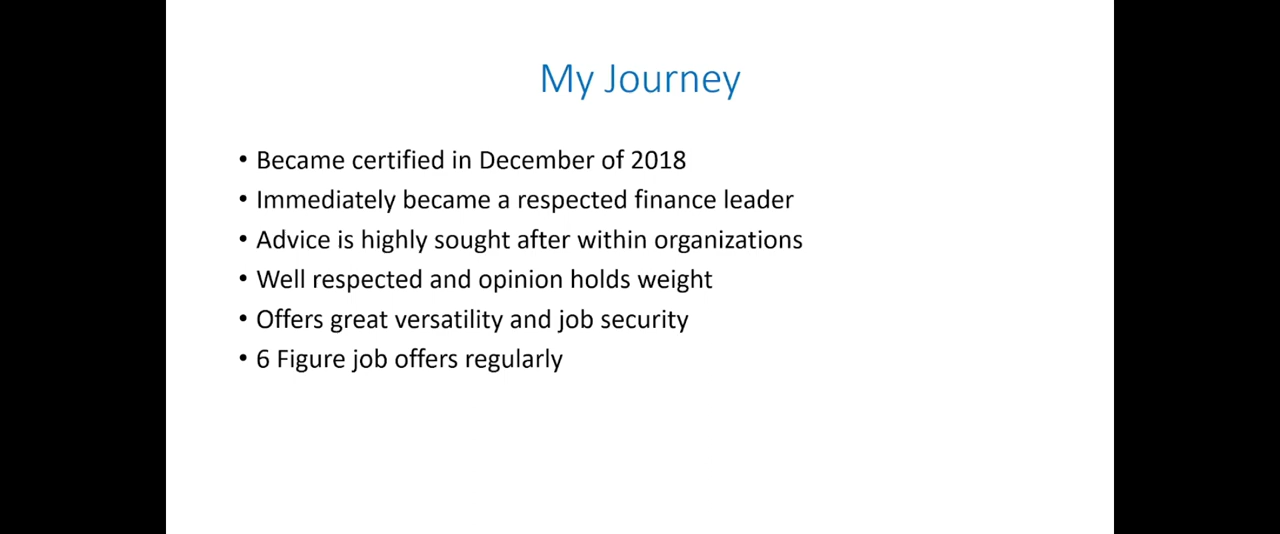 My Journey
• Became certified in December of 2018
• Immediately became a respected finance leader
• Advice is highly sought after within organizations
• Well respected and opinion holds weight
• Offers great versatility and job security
• 6 Figure job offers regularly